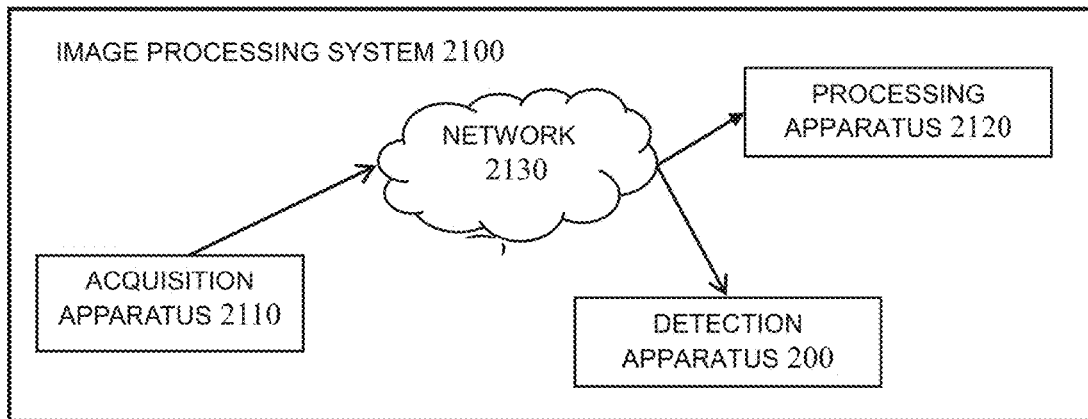 IMAGE PROCESSING SYSTEM 2100
NETWORK
2130
PROCESSING
APPARATUS 2120
ACQUISITION
APPARATUS 2110
DETECTION
APPARATUS 200